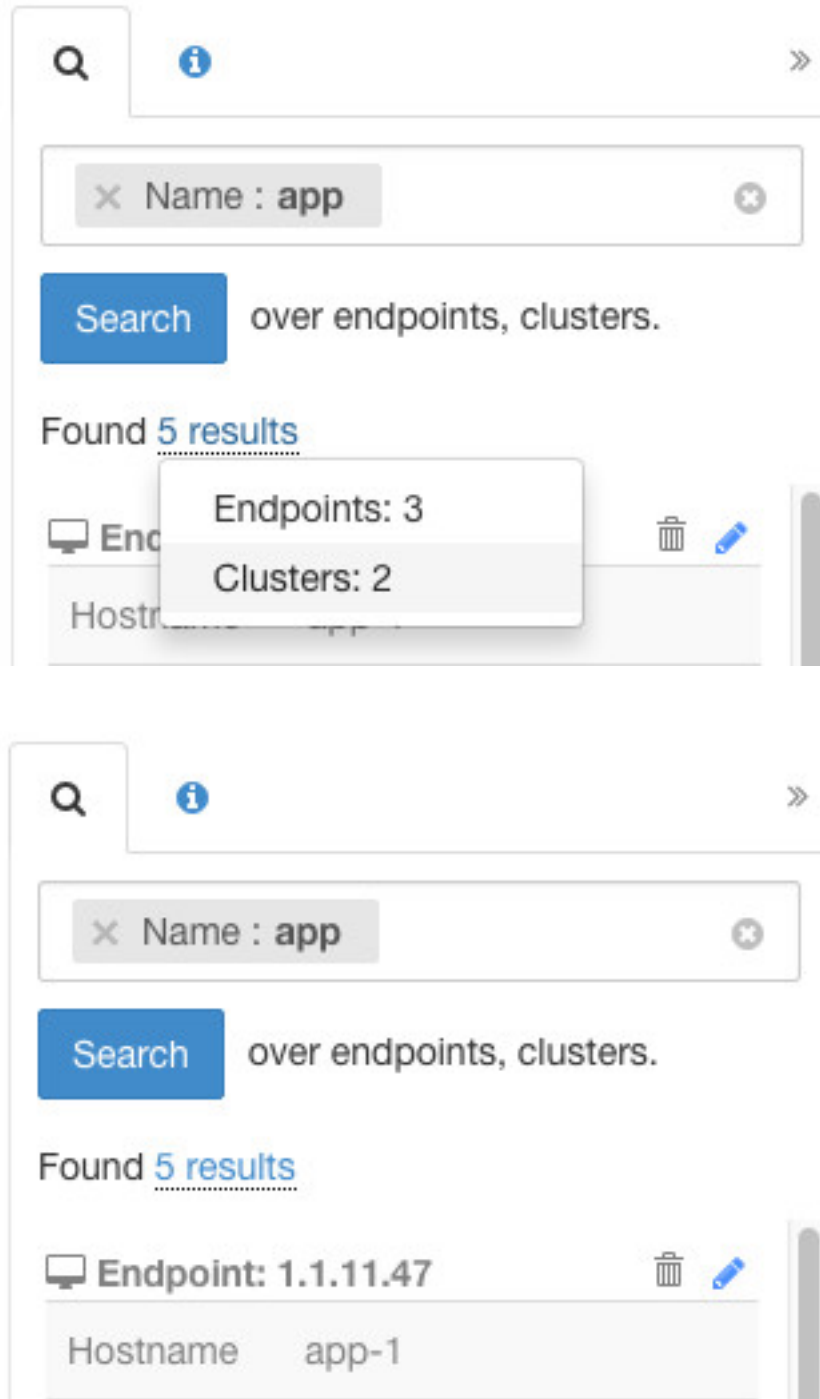 Name : app
Search over endpoints, clusters.
Found 5 results
Endpoints: 3
Clusters: 2
Name : app
Search over endpoints, clusters.
Found 5 results
Endpoint: 1.1.11.47
Hostname app-1